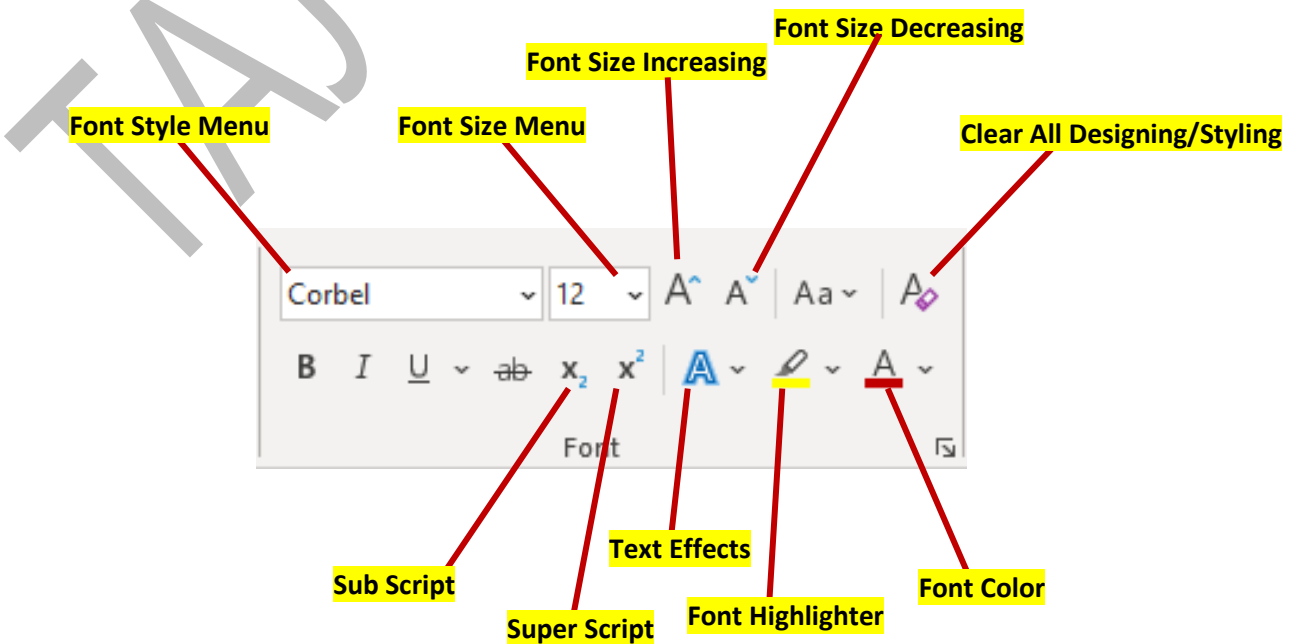 Font Size Decreasing
Font Size Increasing
Font Style Menu
Font Size Menu
Clear All Designing/Styling
Corbel 12 A A Aa A
B I U ab x₂ x² A A
Font
Text Effects
Sub Script
Font Color
Font Highlighter
Super Script
TAJ